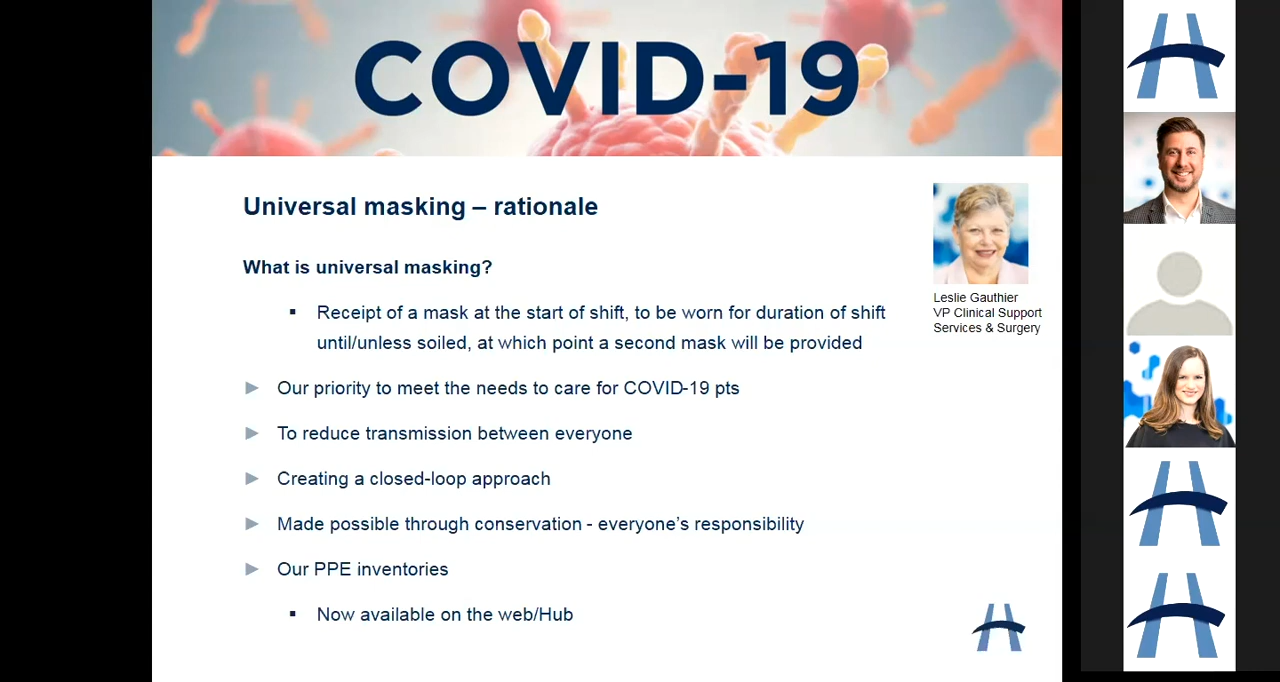 COVID-19
Universal masking – rationale
What is universal masking?
▪ Receipt of a mask at the start of shift, to be worn for duration of shift
until/unless soiled, at which point a second mask will be provided
► Our priority to meet the needs to care for COVID-19 pts
► To reduce transmission between everyone
► Creating a closed-loop approach
► Made possible through conservation - everyone’s responsibility
► Our PPE inventories
▪ Now available on the web/Hub
Leslie Gauthier
VP Clinical Support
Services & Surgery